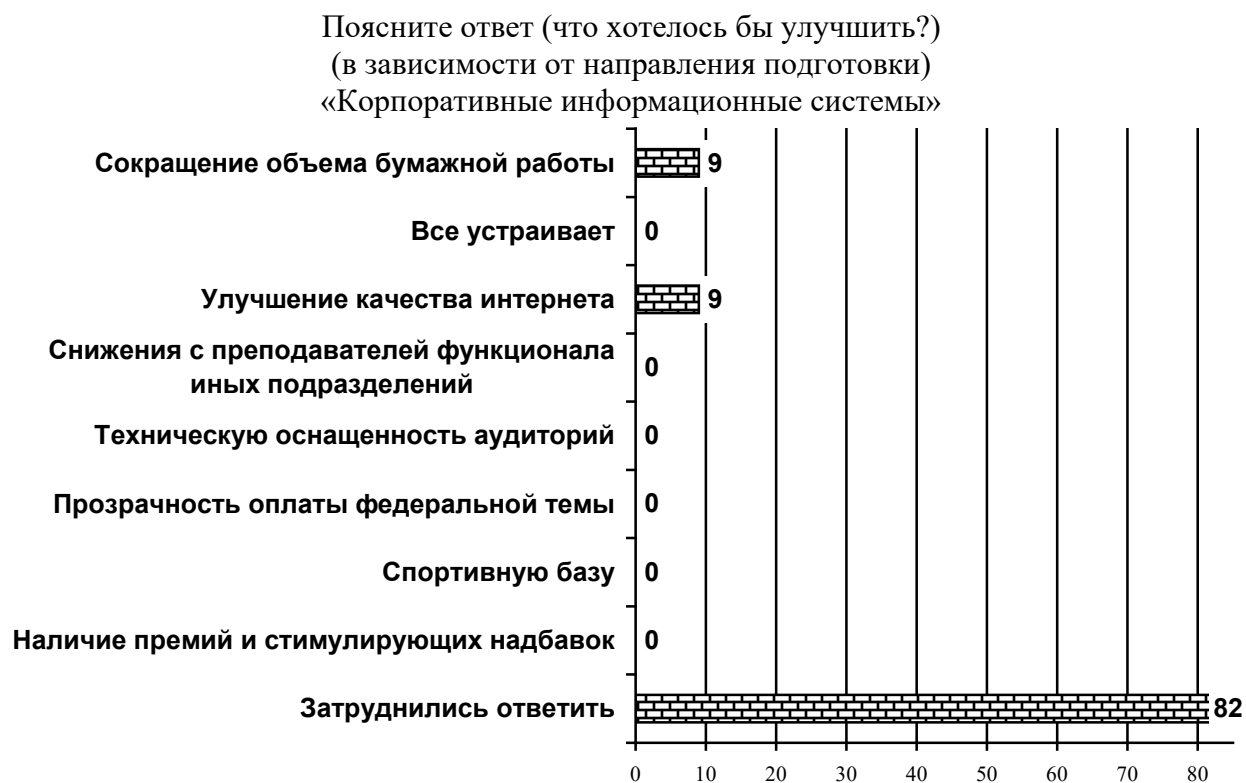 Поясните ответ (что хотелось бы улучшить?)
(в зависимости от направления подготовки)
«Корпоративные информационные системы»
Сокращение объема бумажной работы 9
Все устраивает 0
Улучшение качества интернета 9
Снижения с преподавателей функционала
иных подразделений 0
Техническую оснащенность аудиторий 0
Прозрачность оплаты федеральной темы 0
Спортивную базу 0
Наличие премий и стимулирующих надбавок 0
Затруднились ответить 82
0 10 20 30 40 50 60 70 80